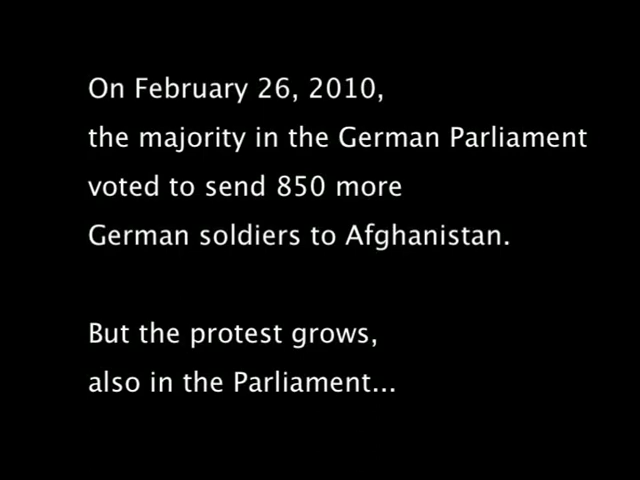 On February 26, 2010,
the majority in the German Parliament
voted to send 850 more
German soldiers to Afghanistan.
But the protest grows,
also in the Parliament...